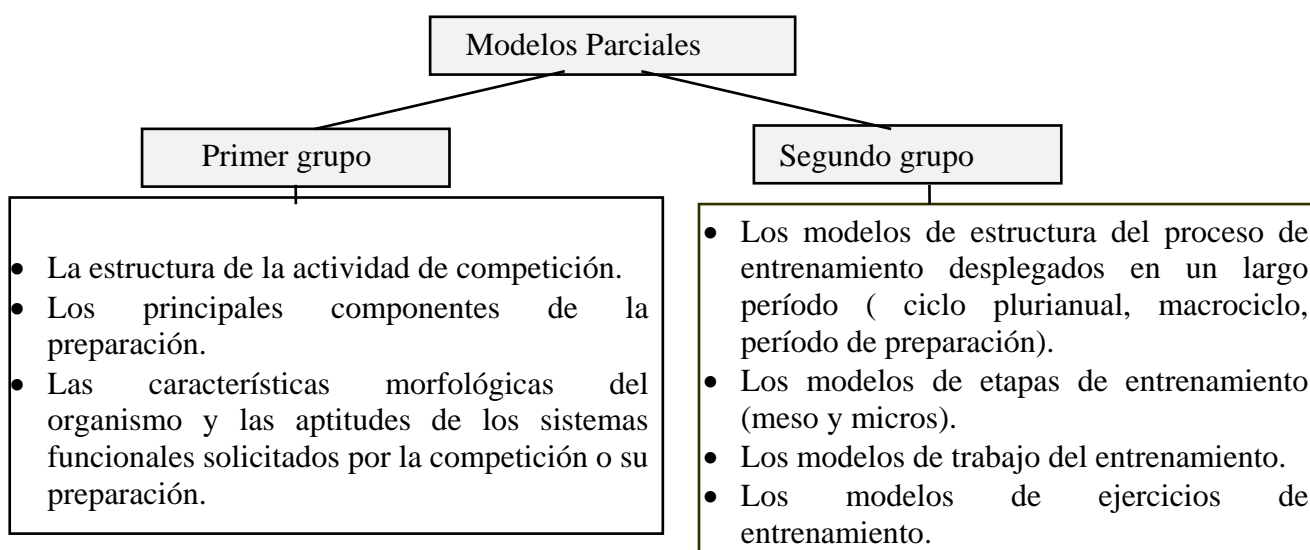 Modelos Parciales
Primer grupo
Segundo grupo
• La estructura de la actividad de competición.
• Los principales componentes de la
preparación.
• Las características morfológicas del
organismo y las aptitudes de los sistemas
funcionales solicitados por la competición o su
preparación.
• Los modelos de estructura del proceso de
entrenamiento desplegados en un largo
período ( ciclo plurianual, macrociclo,
período de preparación).
• Los modelos de etapas de entrenamiento
(meso y micros).
• Los modelos de trabajo del entrenamiento.
• Los modelos de ejercicios de
entrenamiento.